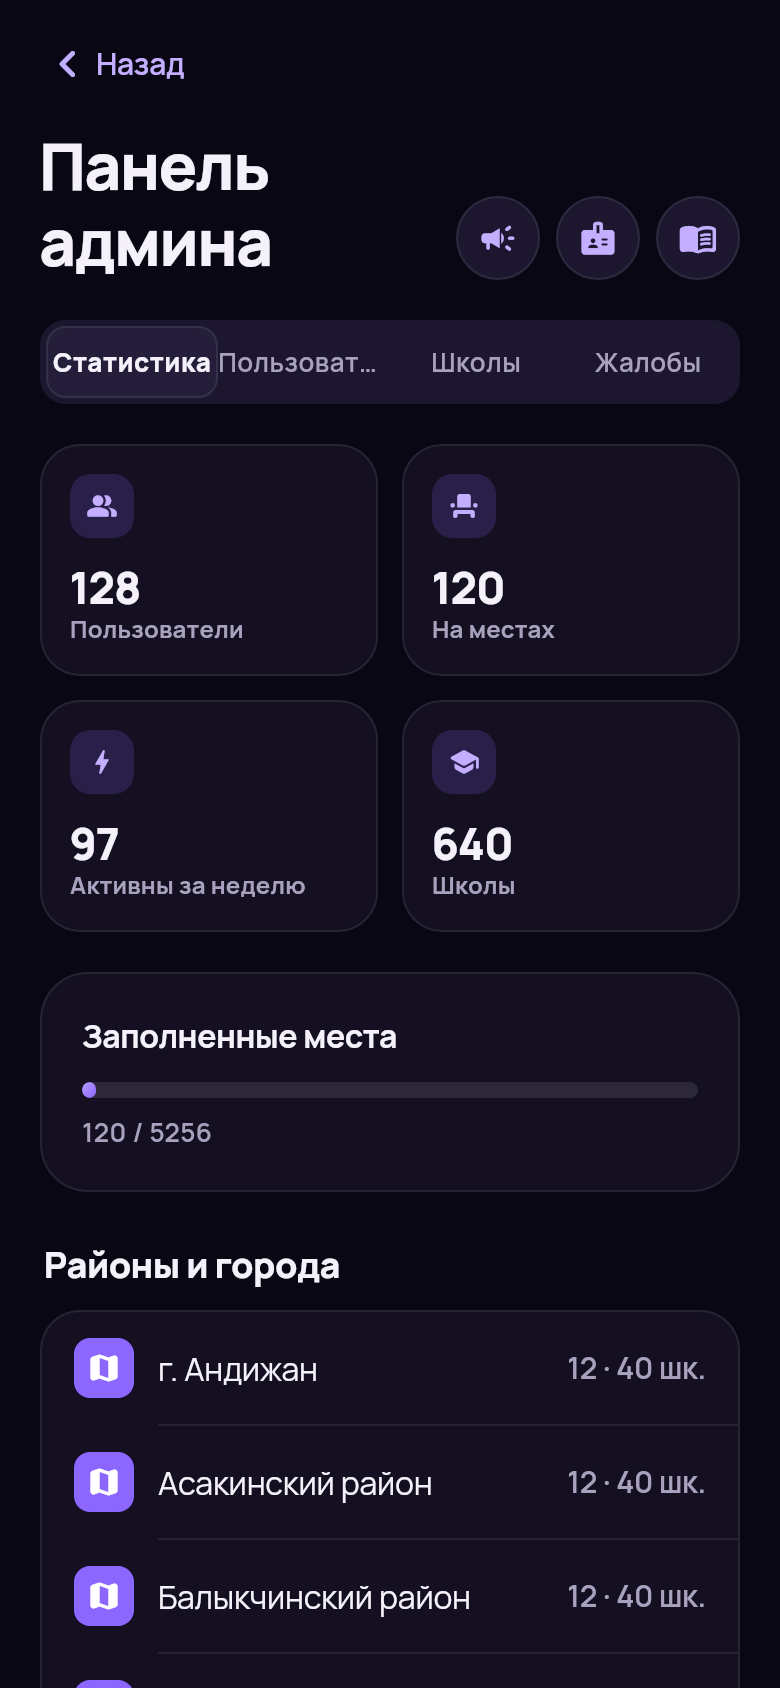 Назад
Панель
админа
Статистика Пользоват... Школы Жалобы
128
Пользователи
120
На местах
97
Активны за неделю
640
Школы
Заполненные места
120 / 5256
Районы и города
г. Андижан 12 · 40 шк.
Асакинский район 12 · 40 шк.
Балыкчинский район 12 · 40 шк.